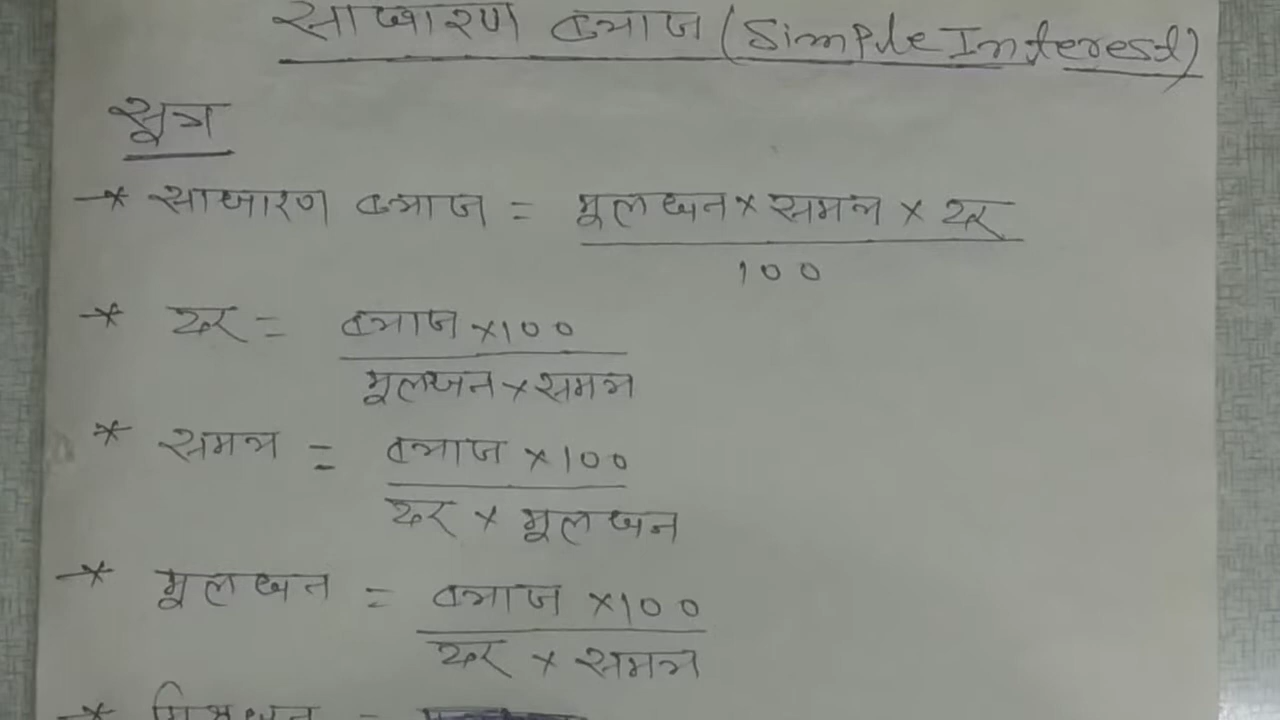 साधारण ब्याज (Simple Interest)
सूत्र
* साधारण ब्याज = मूलधन × समय × दर
100
* दर = ब्याज × 100
मूलधन × समय
* समय = ब्याज × 100
दर × मूलधन
* मूलधन = ब्याज × 100
दर × समय
* मिश्रधन =